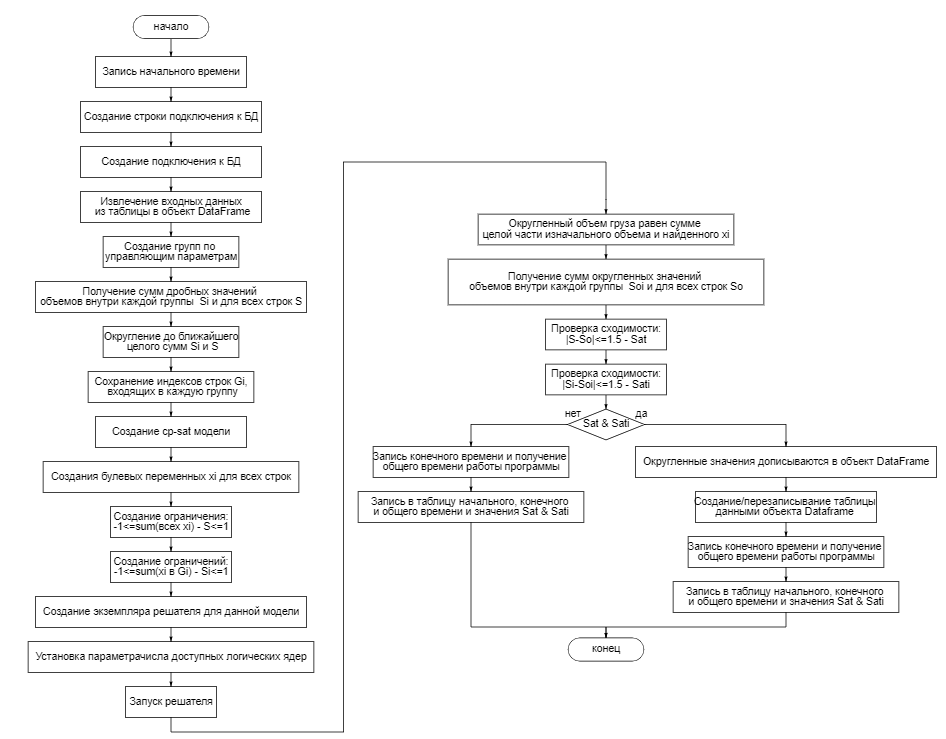 начало
Запись начального времени
Создание строки подключения к БД
Создание подключения к БД
Извлечение входных данных
из таблицы в объект DataFrame
Создание групп по
управляющим параметрам
Получение сумм дробных значений
объемов внутри каждой группы Si и для всех строк S
Округление до ближайшего
целого сумм Si и S
Сохранение индексов строк Gi,
входящих в каждую группу
Создание cp-sat модели
Создания булевых переменных xi для всех строк
Создание ограничения:
-1<=sum(всех xi) - S<=1
Создание ограничений:
-1<=sum(xi в Gi) - Si<=1
Создание экземпляра решателя для данной модели
Установка параметрачисла доступных логических ядер
Запуск решателя
Округленный объем груза равен сумме
целой части изначального объема и найденного xi
Получение сумм округленных значений
объемов внутри каждой группы Soi и для всех строк So
Проверка сходимости:
|S-So|<=1.5 - Sat
Проверка сходимости:
|Si-Soi|<=1.5 - Sati
нет
да
Sat & Sati
Запись конечного времени и получение
общего времени работы программы
Запись в таблицу начального, конечного
и общего времени и значения Sat & Sati
Округленные значения дописываются в объект DataFrame
Создание/перезаписывание таблицы
данными объекта Dataframe
Запись конечного времени и получение
общего времени работы программы
Запись в таблицу начального, конечного
и общего времени и значения Sat & Sati
конец